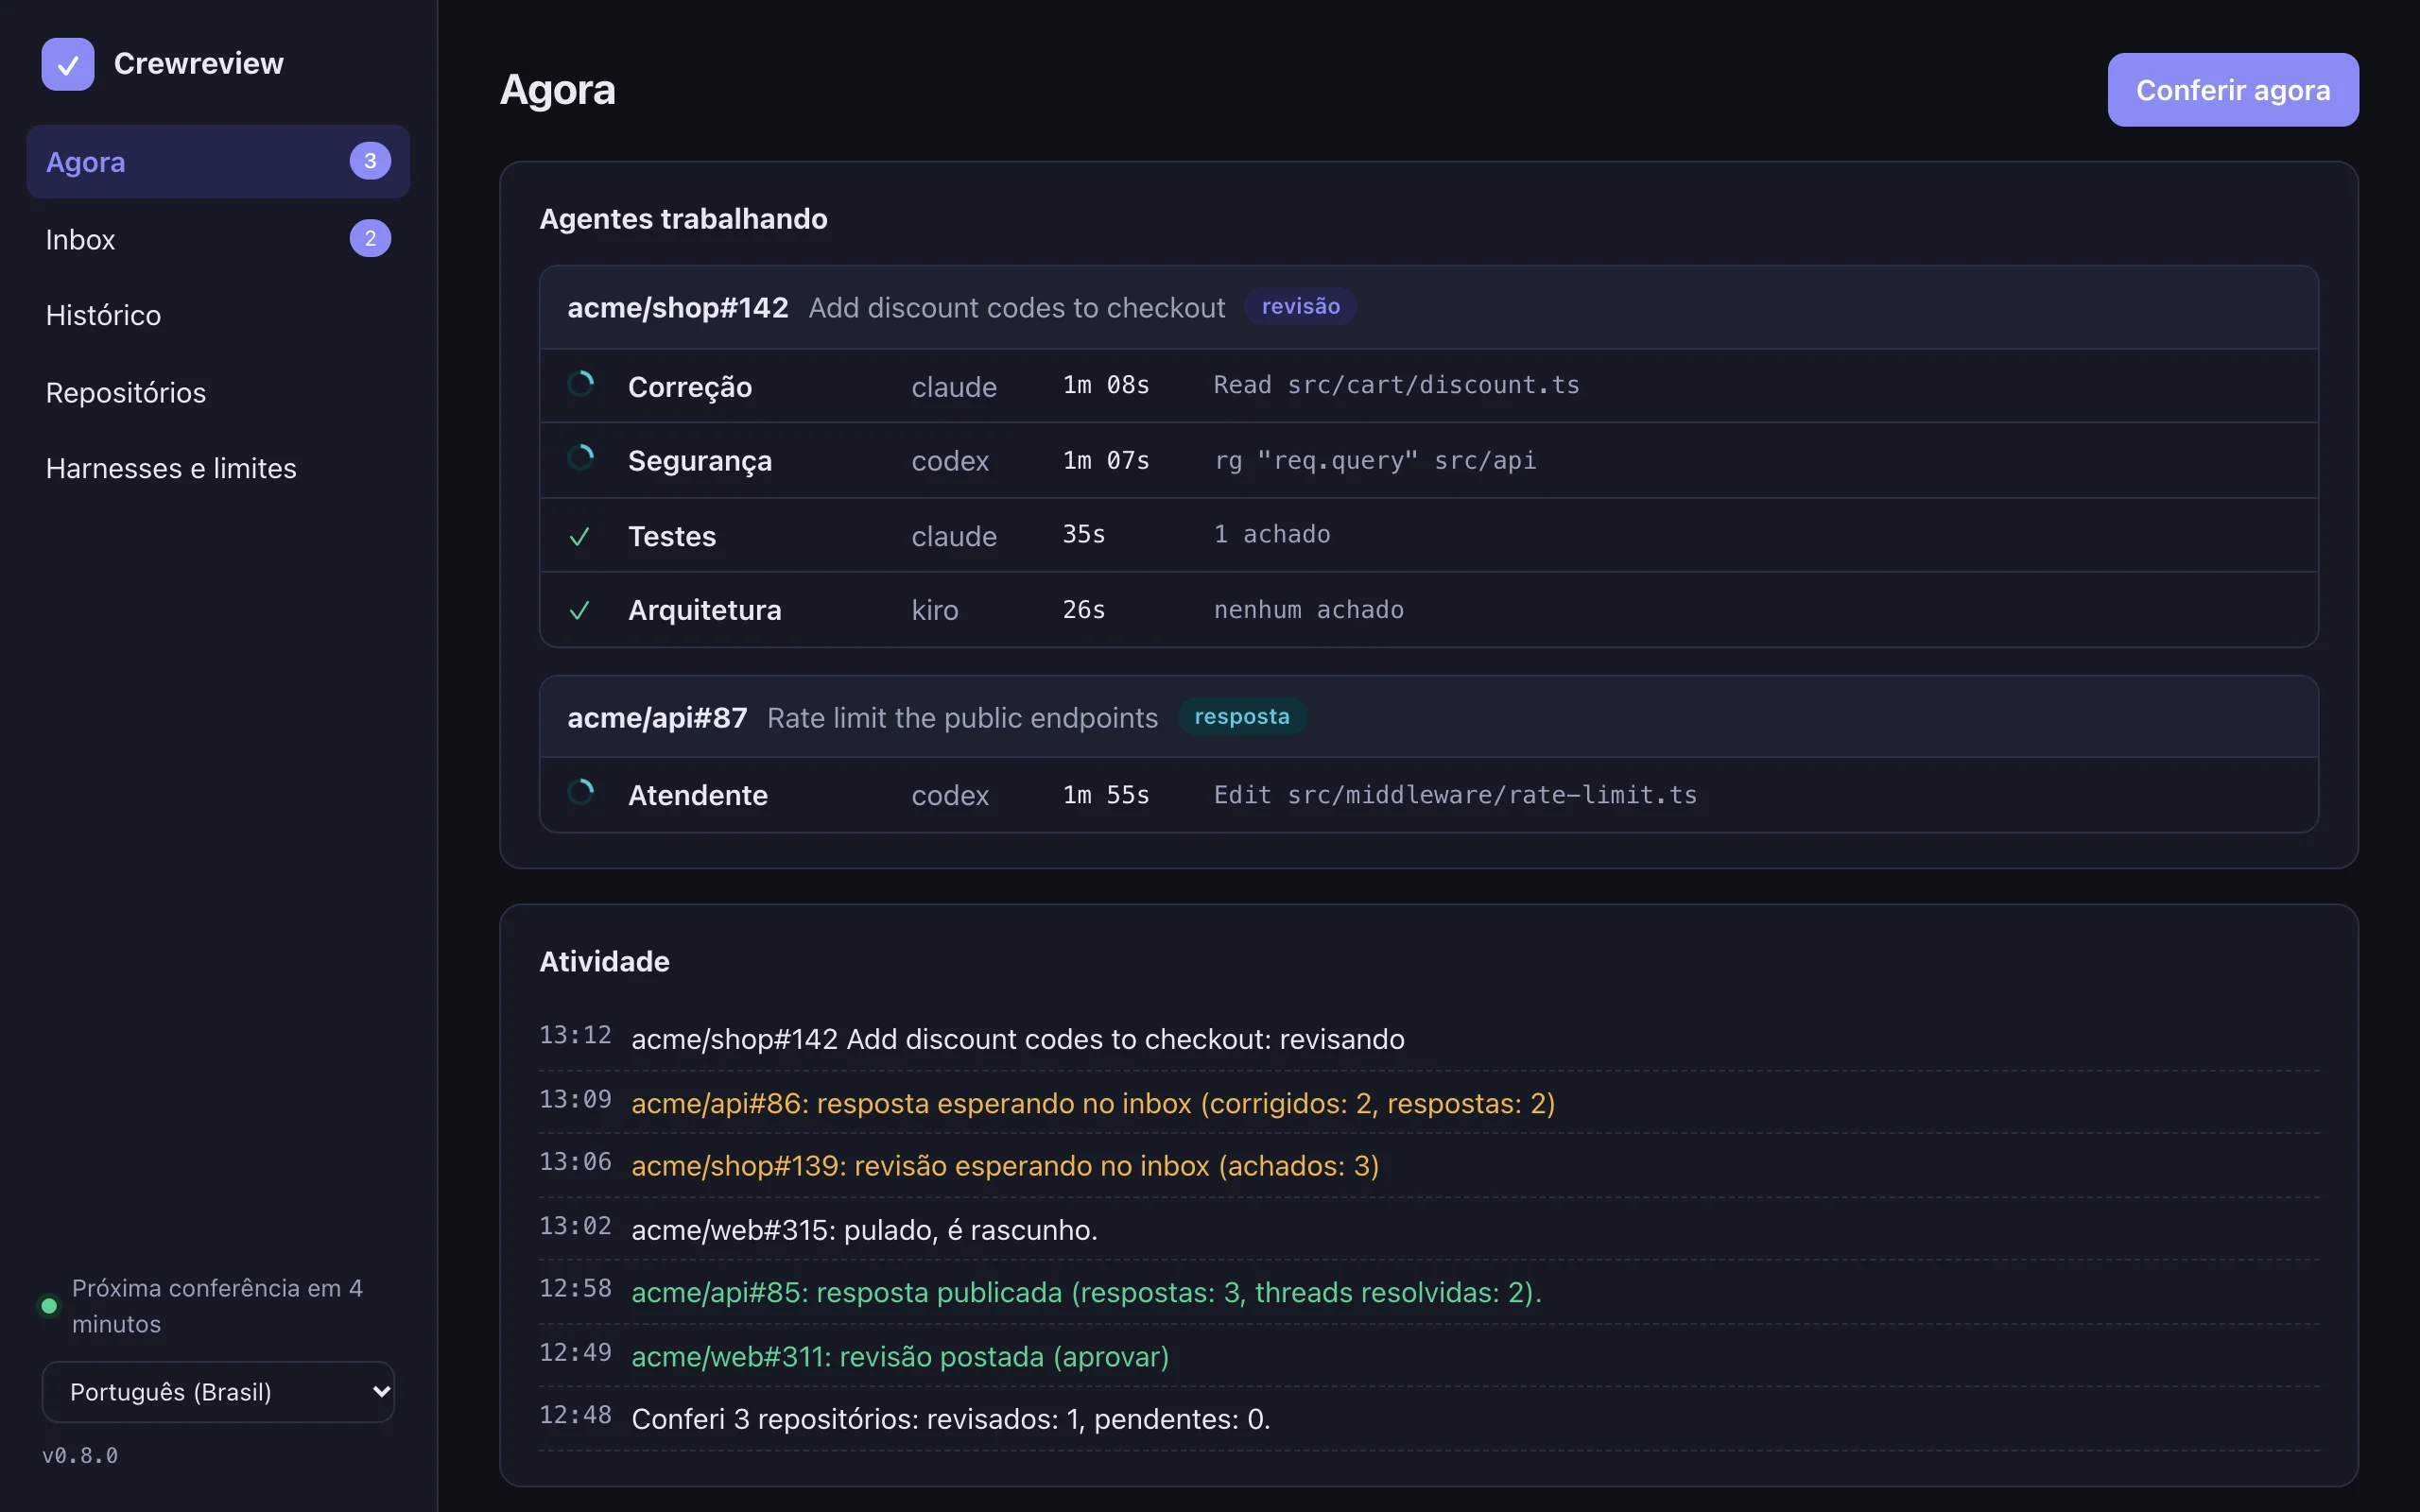 Crewreview
Agora 3
Inbox 2
Histórico
Repositórios
Harnesses e limites
Próxima conferência em 4
minutos
Português (Brasil)
v0.8.0
Agora
Conferir agora
Agentes trabalhando
acme/shop#142 Add discount codes to checkout revisão
Correção claude 1m 08s Read src/cart/discount.ts
Segurança codex 1m 07s rg "req.query" src/api
Testes claude 35s 1 achado
Arquitetura kiro 26s nenhum achado
acme/api#87 Rate limit the public endpoints resposta
Atendente codex 1m 55s Edit src/middleware/rate-limit.ts
Atividade
13:12 acme/shop#142 Add discount codes to checkout: revisando
13:09 acme/api#86: resposta esperando no inbox (corrigidos: 2, respostas: 2)
13:06 acme/shop#139: revisão esperando no inbox (achados: 3)
13:02 acme/web#315: pulado, é rascunho.
12:58 acme/api#85: resposta publicada (respostas: 3, threads resolvidas: 2).
12:49 acme/web#311: revisão postada (aprovar)
12:48 Conferi 3 repositórios: revisados: 1, pendentes: 0.